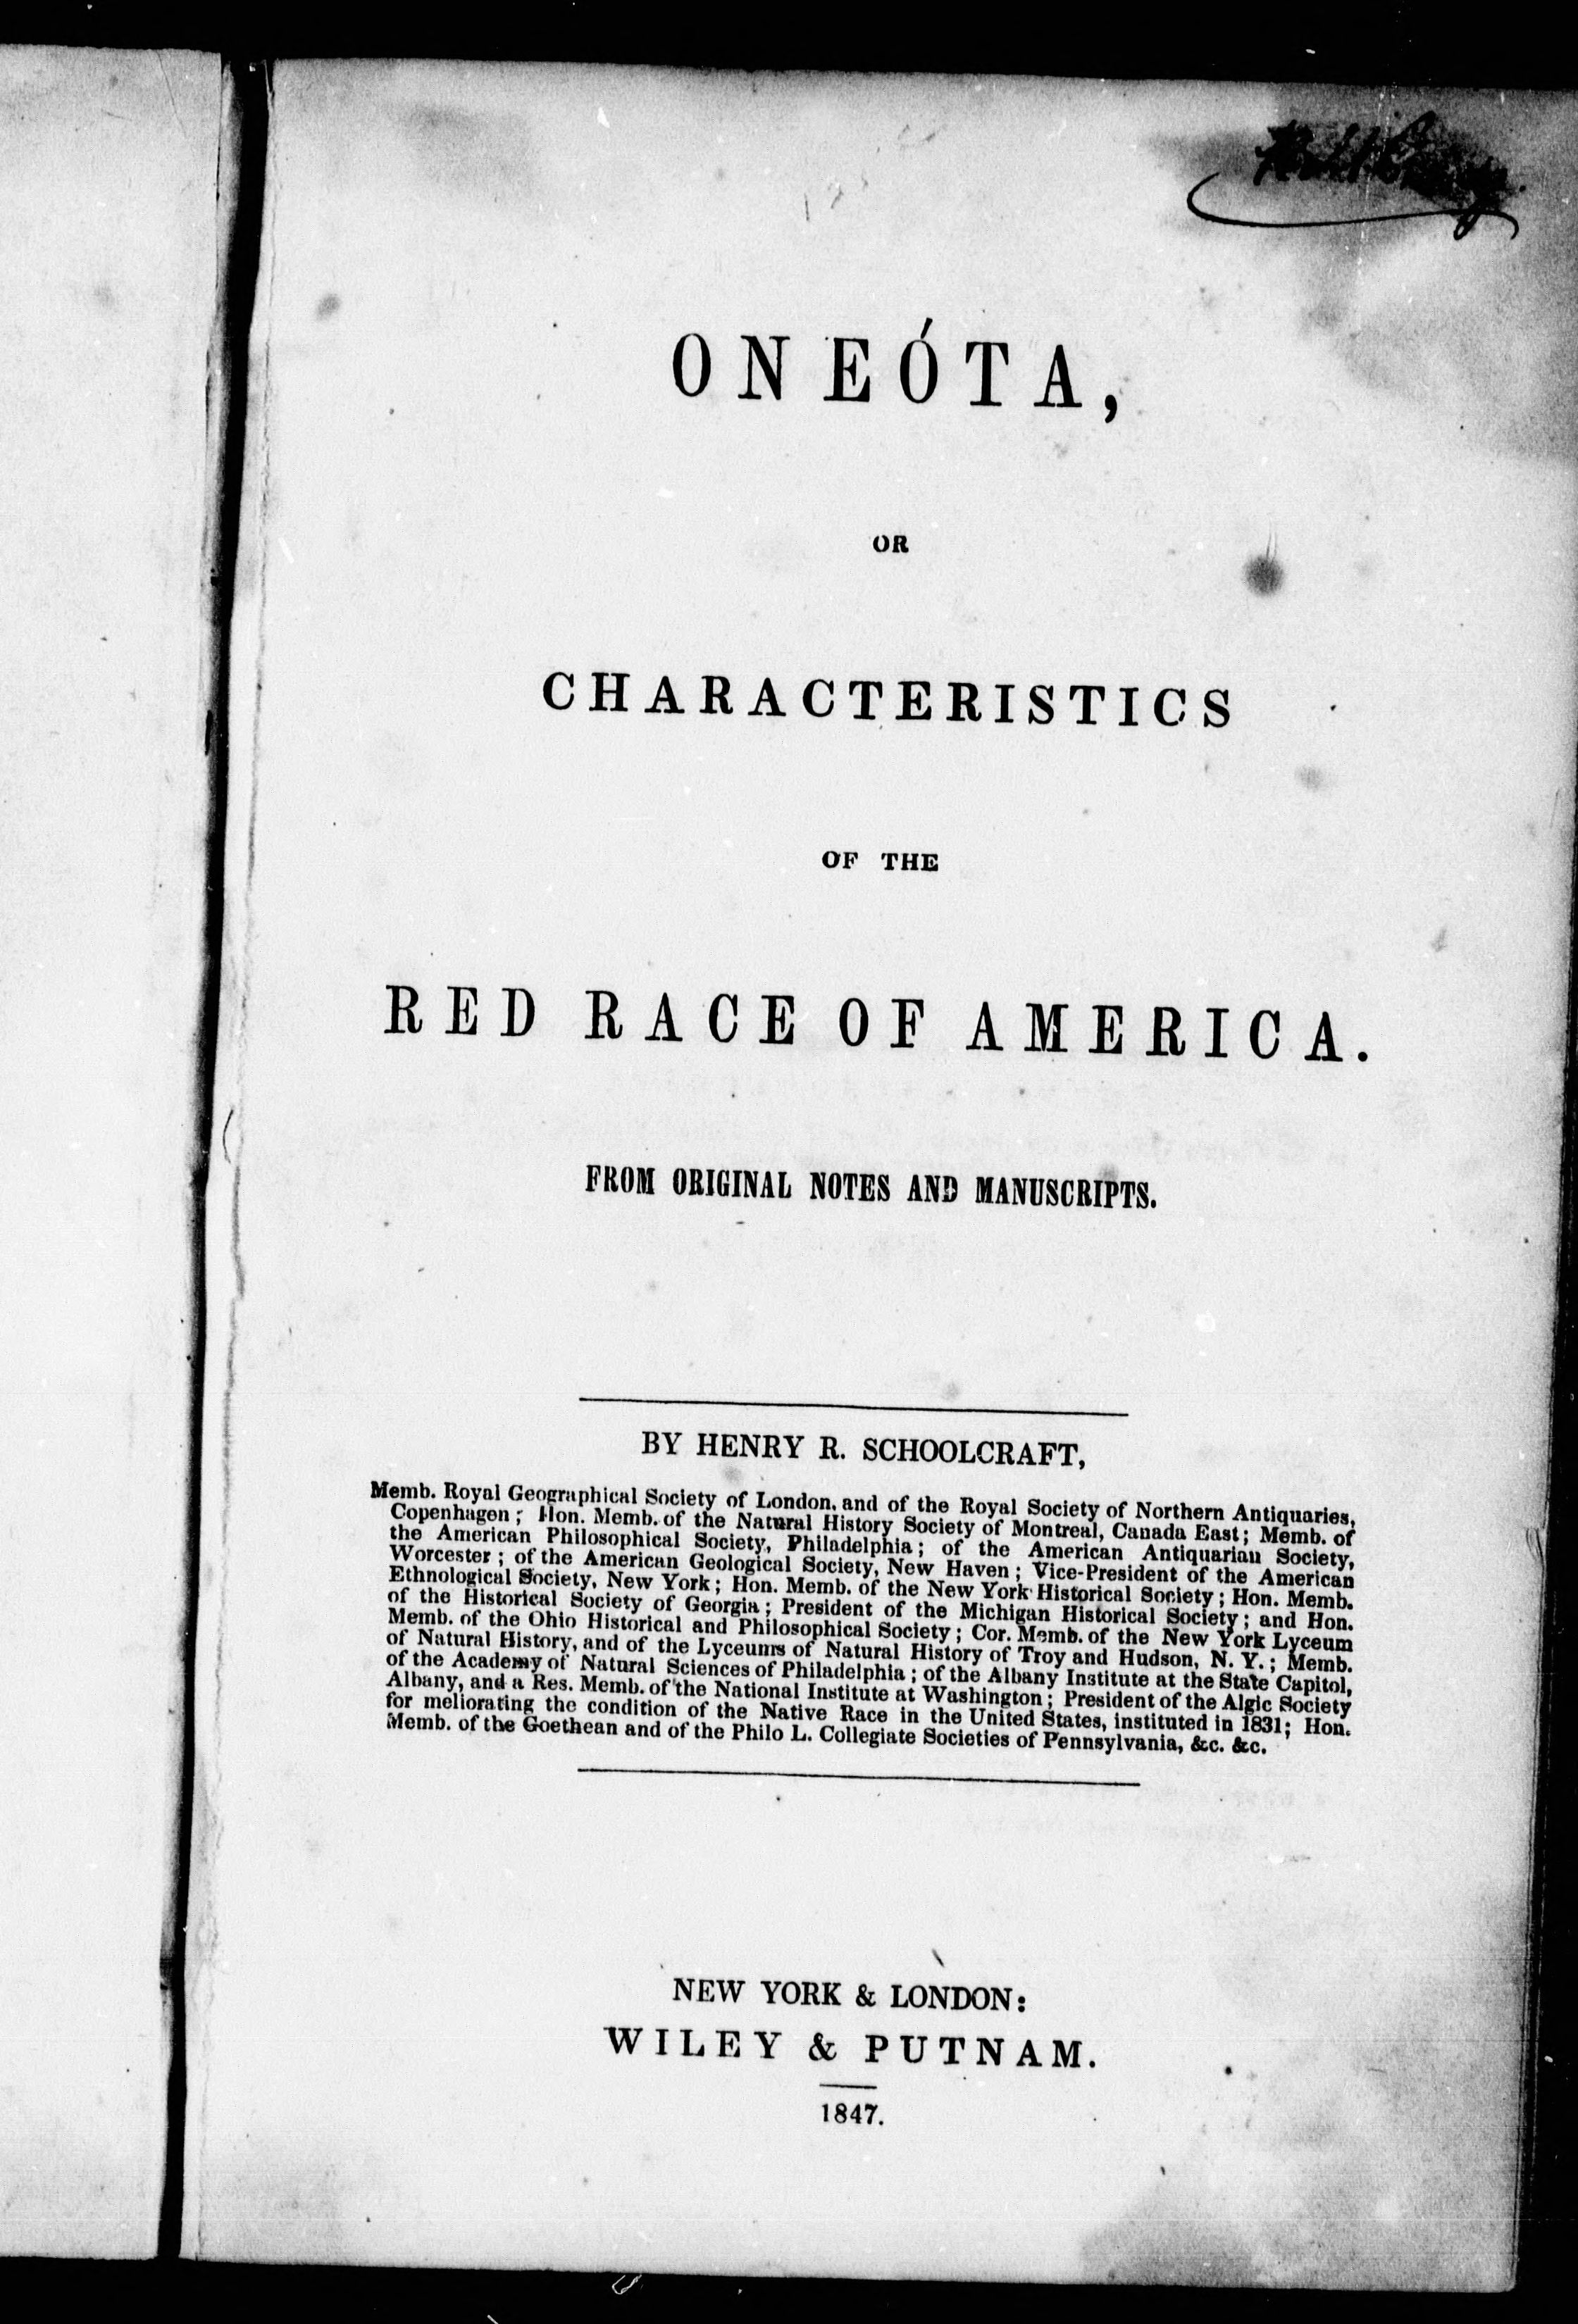 ONEÓTA,
OR
CHARACTERISTICS
OF THE
RED RACE OF AMERICA.
FROM ORIGINAL NOTES AND MANUSCRIPTS.
BY HENRY R. SCHOOLCRAFT,
Memb. Royal Geographical Society of London, and of the Royal Society of Northern Antiquaries,
Copenhagen; Hon. Memb. of the Natural History Society of Montreal, Canada East; Memb. of
the American Philosophical Society, Philadelphia; of the American Antiquarian Society,
Worcester; of the American Geological Society, New Haven; Vice-President of the American
Ethnological Society, New York; Hon. Memb. of the New York Historical Society; Hon. Memb.
of the Historical Society of Georgia; President of the Michigan Historical Society; and Hon.
Memb. of the Ohio Historical and Philosophical Society; Cor. Memb. of the New York Lyceum
of Natural History, and of the Lyceums of Natural History of Troy and Hudson, N. Y.; Memb.
of the Academy of Natural Sciences of Philadelphia; of the Albany Institute at the State Capitol,
Albany, and a Res. Memb. of the National Institute at Washington; President of the Algic Society
for meliorating the condition of the Native Race in the United States, instituted in 1831; Hon.
Memb. of the Goethean and of the Philo L. Collegiate Societies of Pennsylvania, &c. &c.
NEW YORK & LONDON:
WILEY & PUTNAM.
1847.